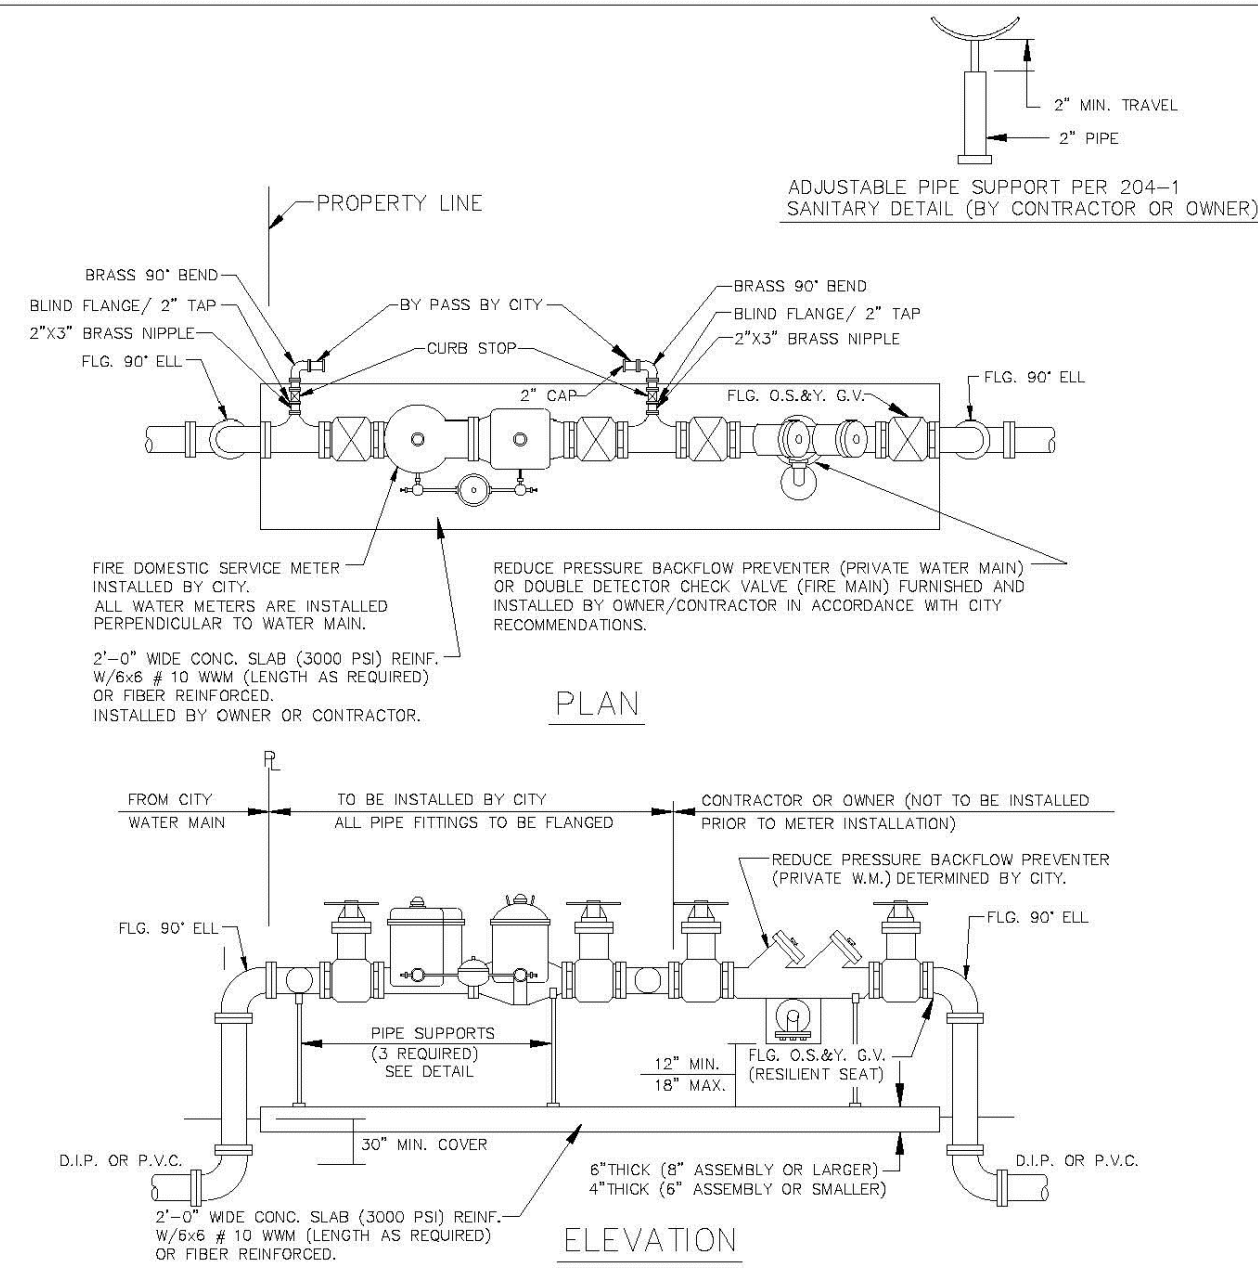 2" MIN. TRAVEL
2" PIPE
ADJUSTABLE PIPE SUPPORT PER 204-1
SANITARY DETAIL (BY CONTRACTOR OR OWNER)
PROPERTY LINE
BRASS 90° BEND
BLIND FLANGE/ 2" TAP
2"X3" BRASS NIPPLE
FLG. 90° ELL
BY PASS BY CITY
CURB STOP
2" CAP
BRASS 90° BEND
BLIND FLANGE/ 2" TAP
2"X3" BRASS NIPPLE
FLG. O.S.&Y. G.V.
FLG. 90° ELL
FIRE DOMESTIC SERVICE METER
INSTALLED BY CITY.
ALL WATER METERS ARE INSTALLED
PERPENDICULAR TO WATER MAIN.
REDUCE PRESSURE BACKFLOW PREVENTER (PRIVATE WATER MAIN)
OR DOUBLE DETECTOR CHECK VALVE (FIRE MAIN) FURNISHED AND
INSTALLED BY OWNER/CONTRACTOR IN ACCORDANCE WITH CITY
RECOMMENDATIONS.
2'-0" WIDE CONC. SLAB (3000 PSI) REINF.
W/6x6 # 10 WWM (LENGTH AS REQUIRED)
OR FIBER REINFORCED.
INSTALLED BY OWNER OR CONTRACTOR.
PLAN
PL
FROM CITY
WATER MAIN
TO BE INSTALLED BY CITY
ALL PIPE FITTINGS TO BE FLANGED
CONTRACTOR OR OWNER (NOT TO BE INSTALLED
PRIOR TO METER INSTALLATION)
REDUCE PRESSURE BACKFLOW PREVENTER
(PRIVATE W.M.) DETERMINED BY CITY.
FLG. 90° ELL
FLG. 90° ELL
PIPE SUPPORTS
(3 REQUIRED)
SEE DETAIL
12" MIN.
18" MAX.
FLG. O.S.&Y. G.V.
(RESILIENT SEAT)
30" MIN. COVER
D.I.P. OR P.V.C.
D.I.P. OR P.V.C.
6"THICK (8" ASSEMBLY OR LARGER)
4"THICK (6" ASSEMBLY OR SMALLER)
2'-0" WIDE CONC. SLAB (3000 PSI) REINF.
W/6x6 # 10 WWM (LENGTH AS REQUIRED)
OR FIBER REINFORCED.
ELEVATION